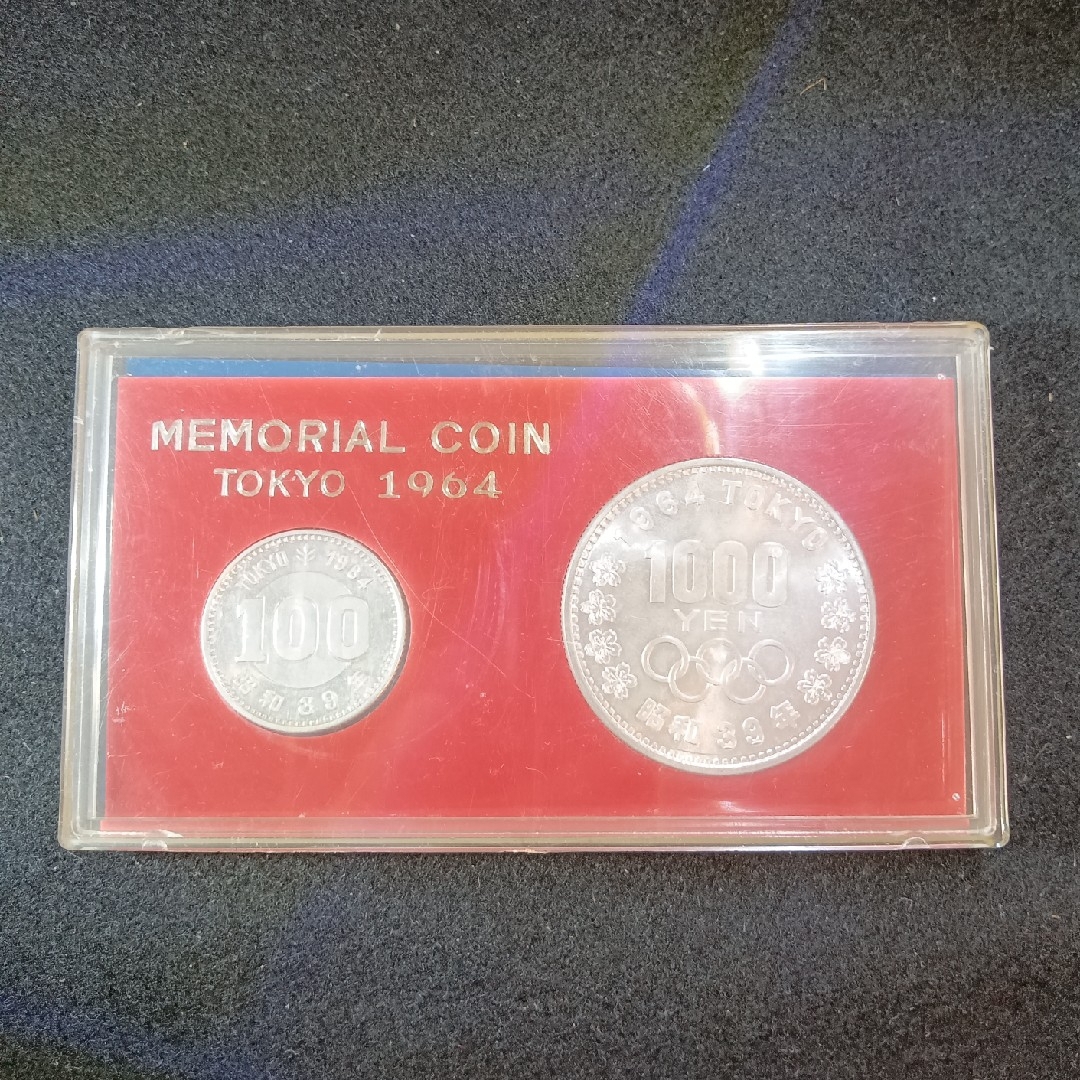 MEMORIAL COIN
TOKYO 1964
TOKYO 1964
100
昭和39年
1964 TOKYO
1000
YEN
昭和39年